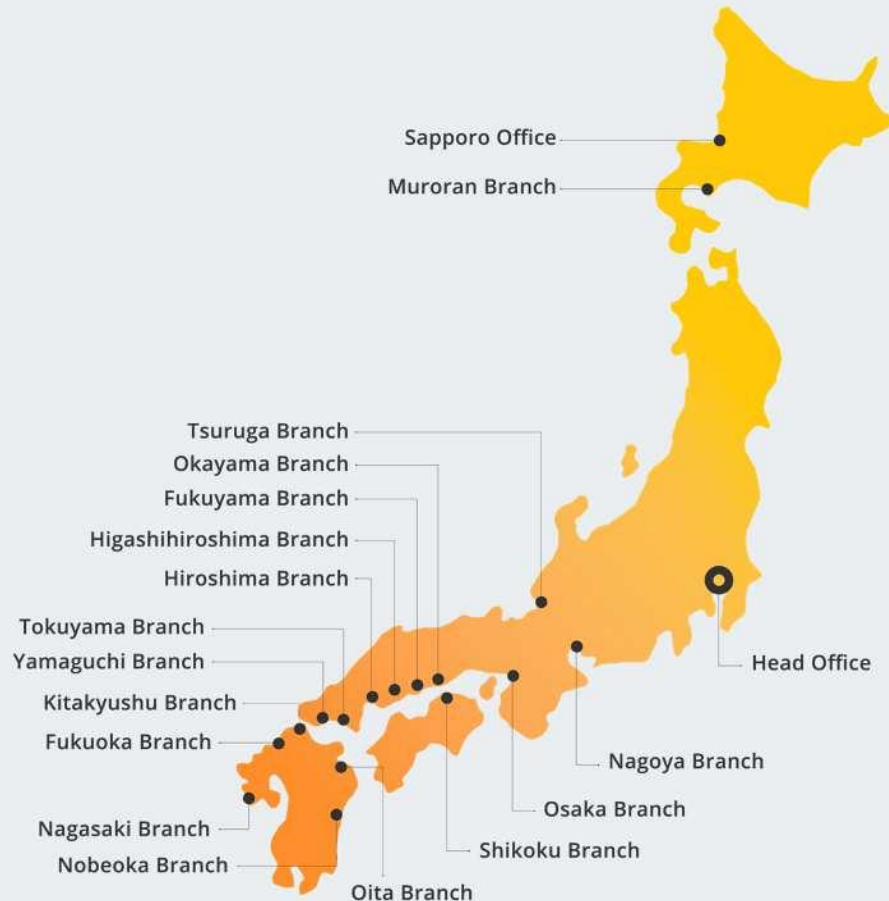 Sapporo Office
Muroran Branch
Tsuruga Branch
Okayama Branch
Fukuyama Branch
Higashihiroshima Branch
Hiroshima Branch
Tokuyama Branch
Yamaguchi Branch
Kitakyushu Branch
Fukuoka Branch
Nagasaki Branch
Nobeoka Branch
Oita Branch
Shikoku Branch
Osaka Branch
Nagoya Branch
Head Office